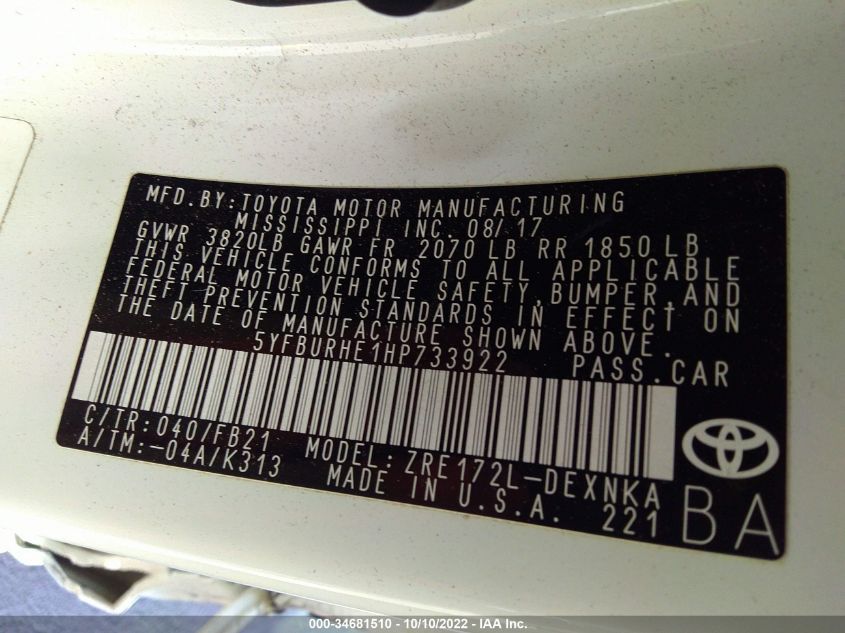 MFD.BY:TOYOTA MOTOR MANUFACTURING
MISSISSIPPI INC. 08/17
GVWR 3820LB GAWR FR 2070 LB RR 1850 LB
THIS VEHICLE CONFORMS TO ALL APPLICABLE
FEDERAL MOTOR VEHICLE SAFETY, BUMPER, AND
THEFT PREVENTION STANDARDS IN EFFECT ON
THE DATE OF MANUFACTURE SHOWN ABOVE.
5YFBURHE1HP733922 PASS.CAR
C/TR:040/FB21 MODEL:ZRE172L-DEXNKA
A/TM:-04A/K313 MADE IN U.S.A. 221
BA
000-34681510 - 10/10/2022 - IAA Inc.